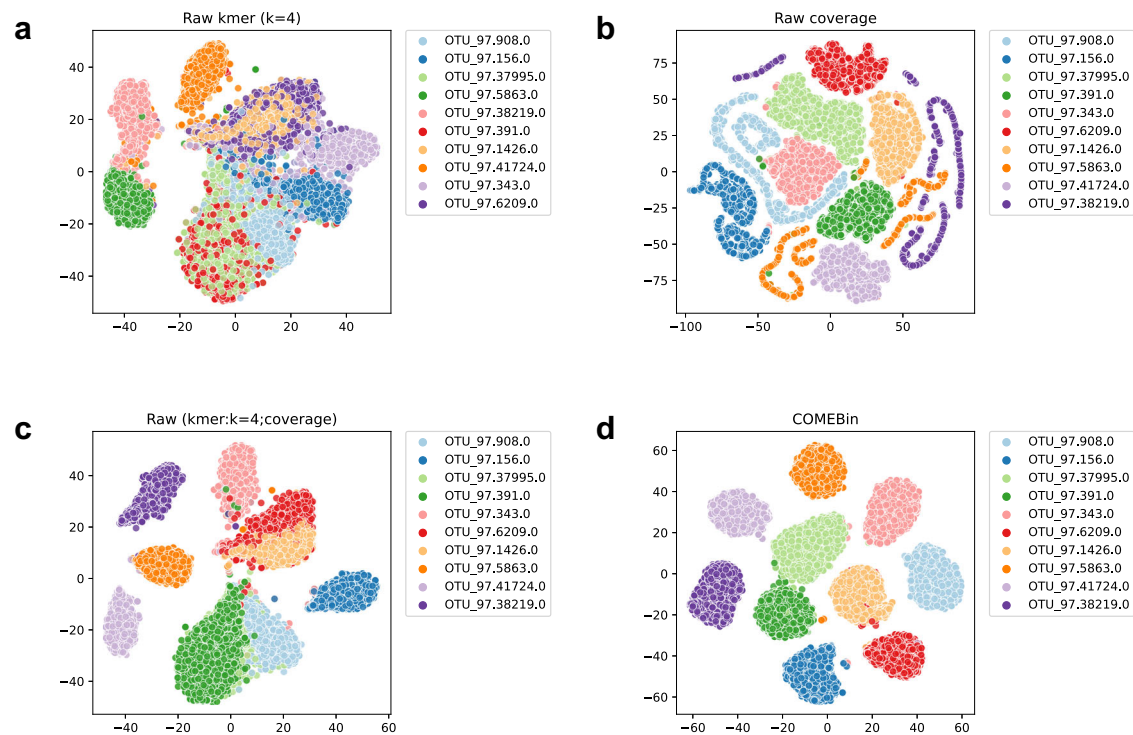 a
Raw kmer (k=4)
40
20
0
−20
−40
−40
−20
0
20
40
OTU_97.908.0
OTU_97.156.0
OTU_97.37995.0
OTU_97.5863.0
OTU_97.38219.0
OTU_97.391.0
OTU_97.1426.0
OTU_97.41724.0
OTU_97.343.0
OTU_97.6209.0
b
Raw coverage
75
50
25
0
−25
−50
−75
−100
−50
0
50
OTU_97.908.0
OTU_97.156.0
OTU_97.37995.0
OTU_97.391.0
OTU_97.343.0
OTU_97.6209.0
OTU_97.1426.0
OTU_97.5863.0
OTU_97.41724.0
OTU_97.38219.0
c
Raw (kmer:k=4;coverage)
40
20
0
−20
−40
−40
−20
0
20
40
60
OTU_97.908.0
OTU_97.156.0
OTU_97.37995.0
OTU_97.391.0
OTU_97.343.0
OTU_97.6209.0
OTU_97.1426.0
OTU_97.5863.0
OTU_97.41724.0
OTU_97.38219.0
d
COMEBin
60
40
20
0
−20
−40
−60
−60
−40
−20
0
20
40
60
OTU_97.908.0
OTU_97.156.0
OTU_97.37995.0
OTU_97.391.0
OTU_97.343.0
OTU_97.6209.0
OTU_97.1426.0
OTU_97.5863.0
OTU_97.41724.0
OTU_97.38219.0